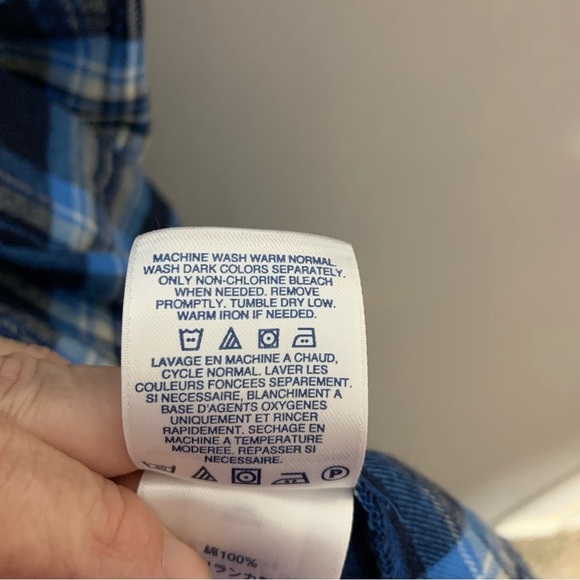 MACHINE WASH WARM NORMAL.
WASH DARK COLORS SEPARATELY.
ONLY NON-CHLORINE BLEACH
WHEN NEEDED. REMOVE
PROMPTLY. TUMBLE DRY LOW.
WARM IRON IF NEEDED.
LAVAGE EN MACHINE A CHAUD,
CYCLE NORMAL. LAVER LES
COULEURS FONCEES SEPAREMENT.
SI NECESSAIRE, BLANCHIMENT A
BASE D'AGENTS OXYGENES
UNIQUEMENT ET RINCER
RAPIDEMENT. SECHAGE EN
MACHINE A TEMPERATURE
MODEREE. REPASSER SI
NECESSAIRE.
P
100%